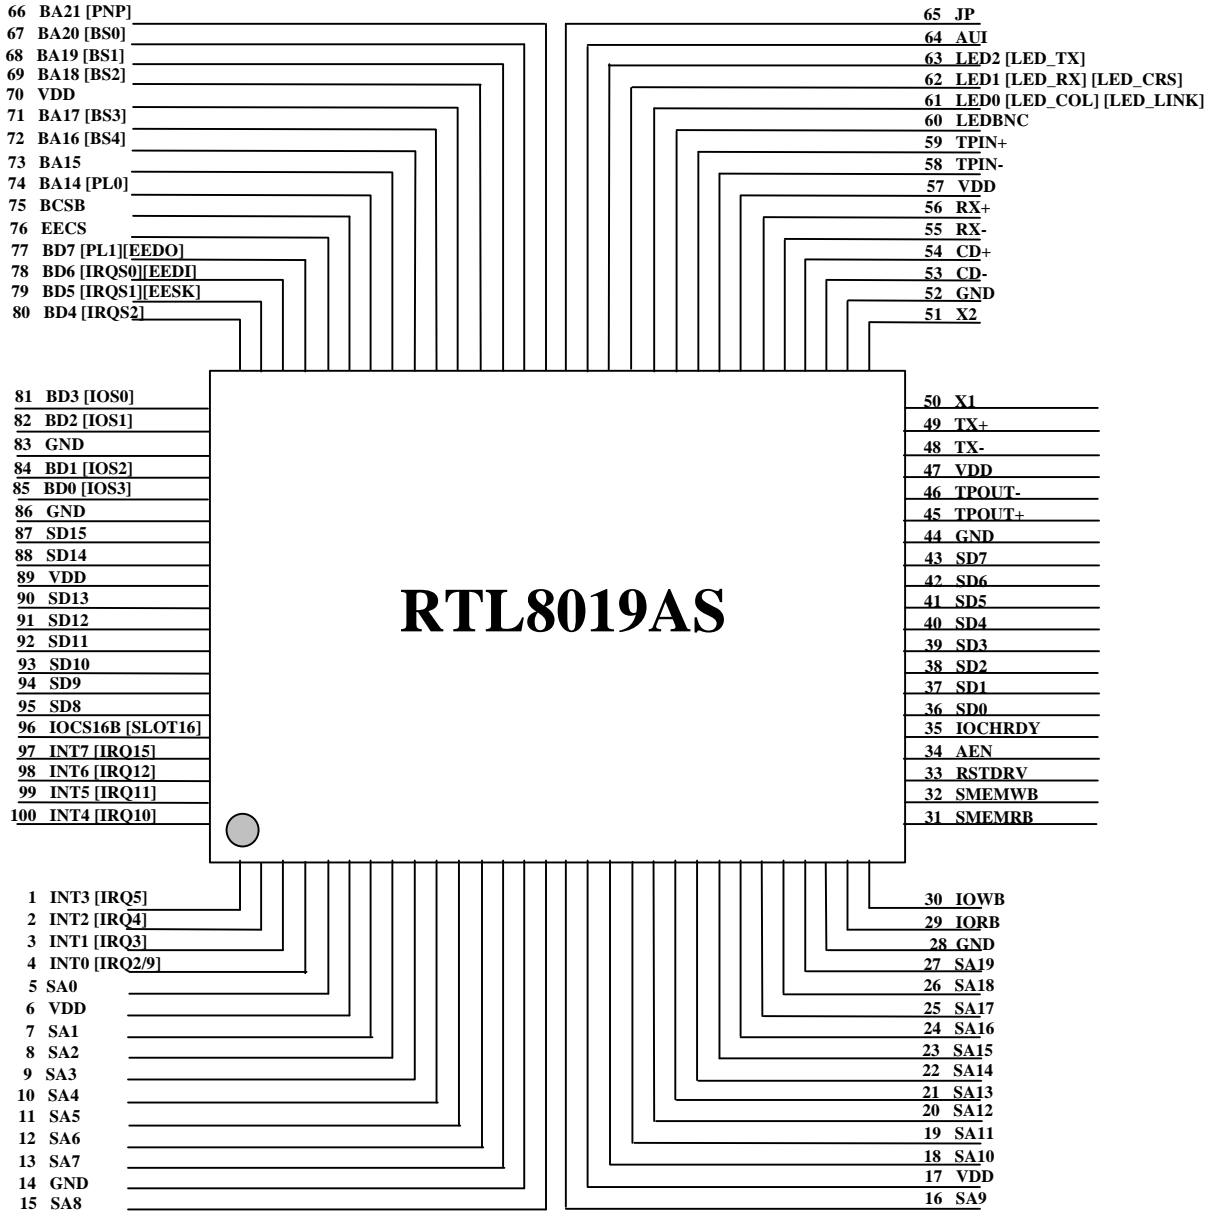 66 BA21 [PNP]
67 BA20 [BS0]
68 BA19 [BS1]
69 BA18 [BS2]
70 VDD
71 BA17 [BS3]
72 BA16 [BS4]
73 BA15
74 BA14 [PL0]
75 BCSB
76 EECS
77 BD7 [PL1][EEDO]
78 BD6 [IRQS0][EEDI]
79 BD5 [IRQS1][EESK]
80 BD4 [IRQS2]
65 JP
64 AUI
63 LED2 [LED_TX]
62 LED1 [LED_RX] [LED_CRS]
61 LED0 [LED_COL] [LED_LINK]
60 LEDBNC
59 TPIN+
58 TPIN-
57 VDD
56 RX+
55 RX-
54 CD+
53 CD-
52 GND
51 X2
81 BD3 [IOS0]
82 BD2 [IOS1]
83 GND
84 BD1 [IOS2]
85 BD0 [IOS3]
86 GND
87 SD15
88 SD14
89 VDD
90 SD13
91 SD12
92 SD11
93 SD10
94 SD9
95 SD8
96 IOCS16B [SLOT16]
97 INT7 [IRQ15]
98 INT6 [IRQ12]
99 INT5 [IRQ11]
100 INT4 [IRQ10]
RTL8019AS
50 X1
49 TX+
48 TX-
47 VDD
46 TPOUT-
45 TPOUT+
44 GND
43 SD7
42 SD6
41 SD5
40 SD4
39 SD3
38 SD2
37 SD1
36 SD0
35 IOCHRDY
34 AEN
33 RSTDRV
32 SMEMWB
31 SMEMRB
1 INT3 [IRQ5]
2 INT2 [IRQ4]
3 INT1 [IRQ3]
4 INT0 [IRQ2/9]
5 SA0
6 VDD
7 SA1
8 SA2
9 SA3
10 SA4
11 SA5
12 SA6
13 SA7
14 GND
15 SA8
30 IOWB
29 IORB
28 GND
27 SA19
26 SA18
25 SA17
24 SA16
23 SA15
22 SA14
21 SA13
20 SA12
19 SA11
18 SA10
17 VDD
16 SA9